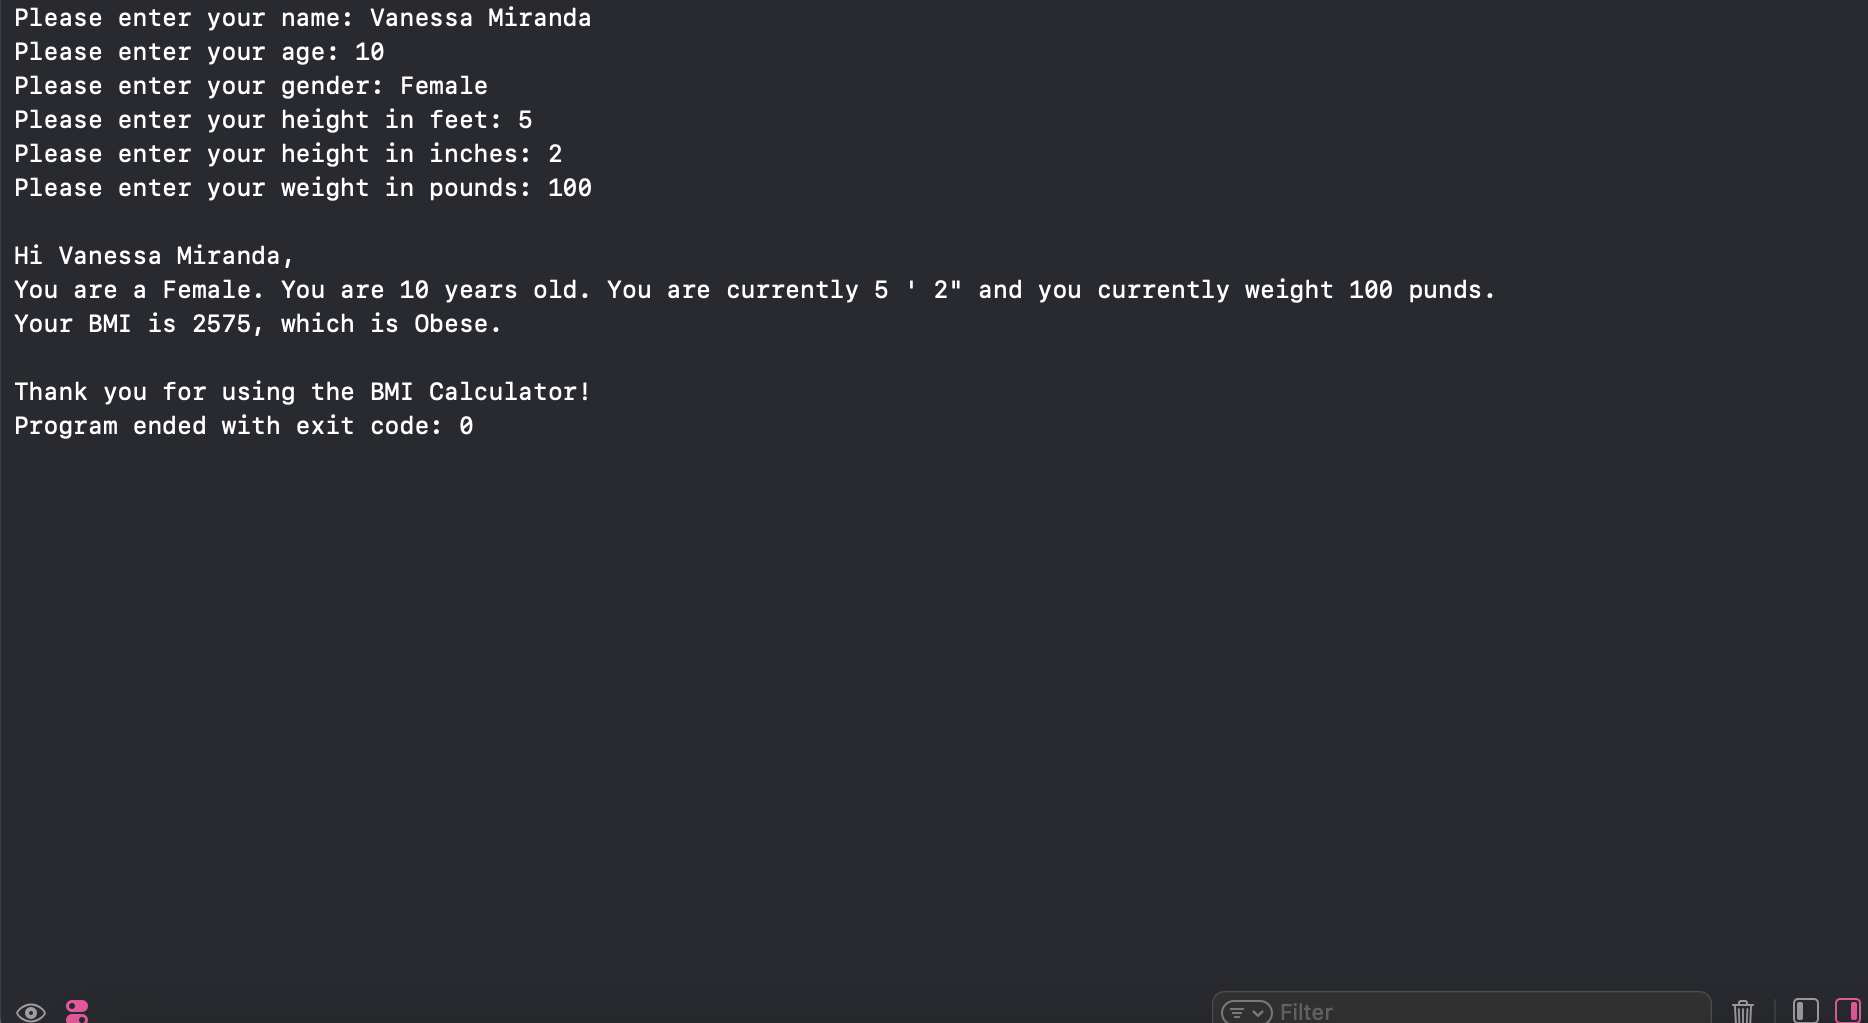 Please enter your name: Vanessa Miranda
Please enter your age: 10
Please enter your gender: Female
Please enter your height in feet: 5
Please enter your height in inches: 2
Please enter your weight in pounds: 100
Hi Vanessa Miranda,
You are a Female. You are 10 years old. You are currently 5 ' 2" and you currently weight 100 punds.
Your BMI is 2575, which is Obese.
Thank you for using the BMI Calculator!
Program ended with exit code: 0
Filter